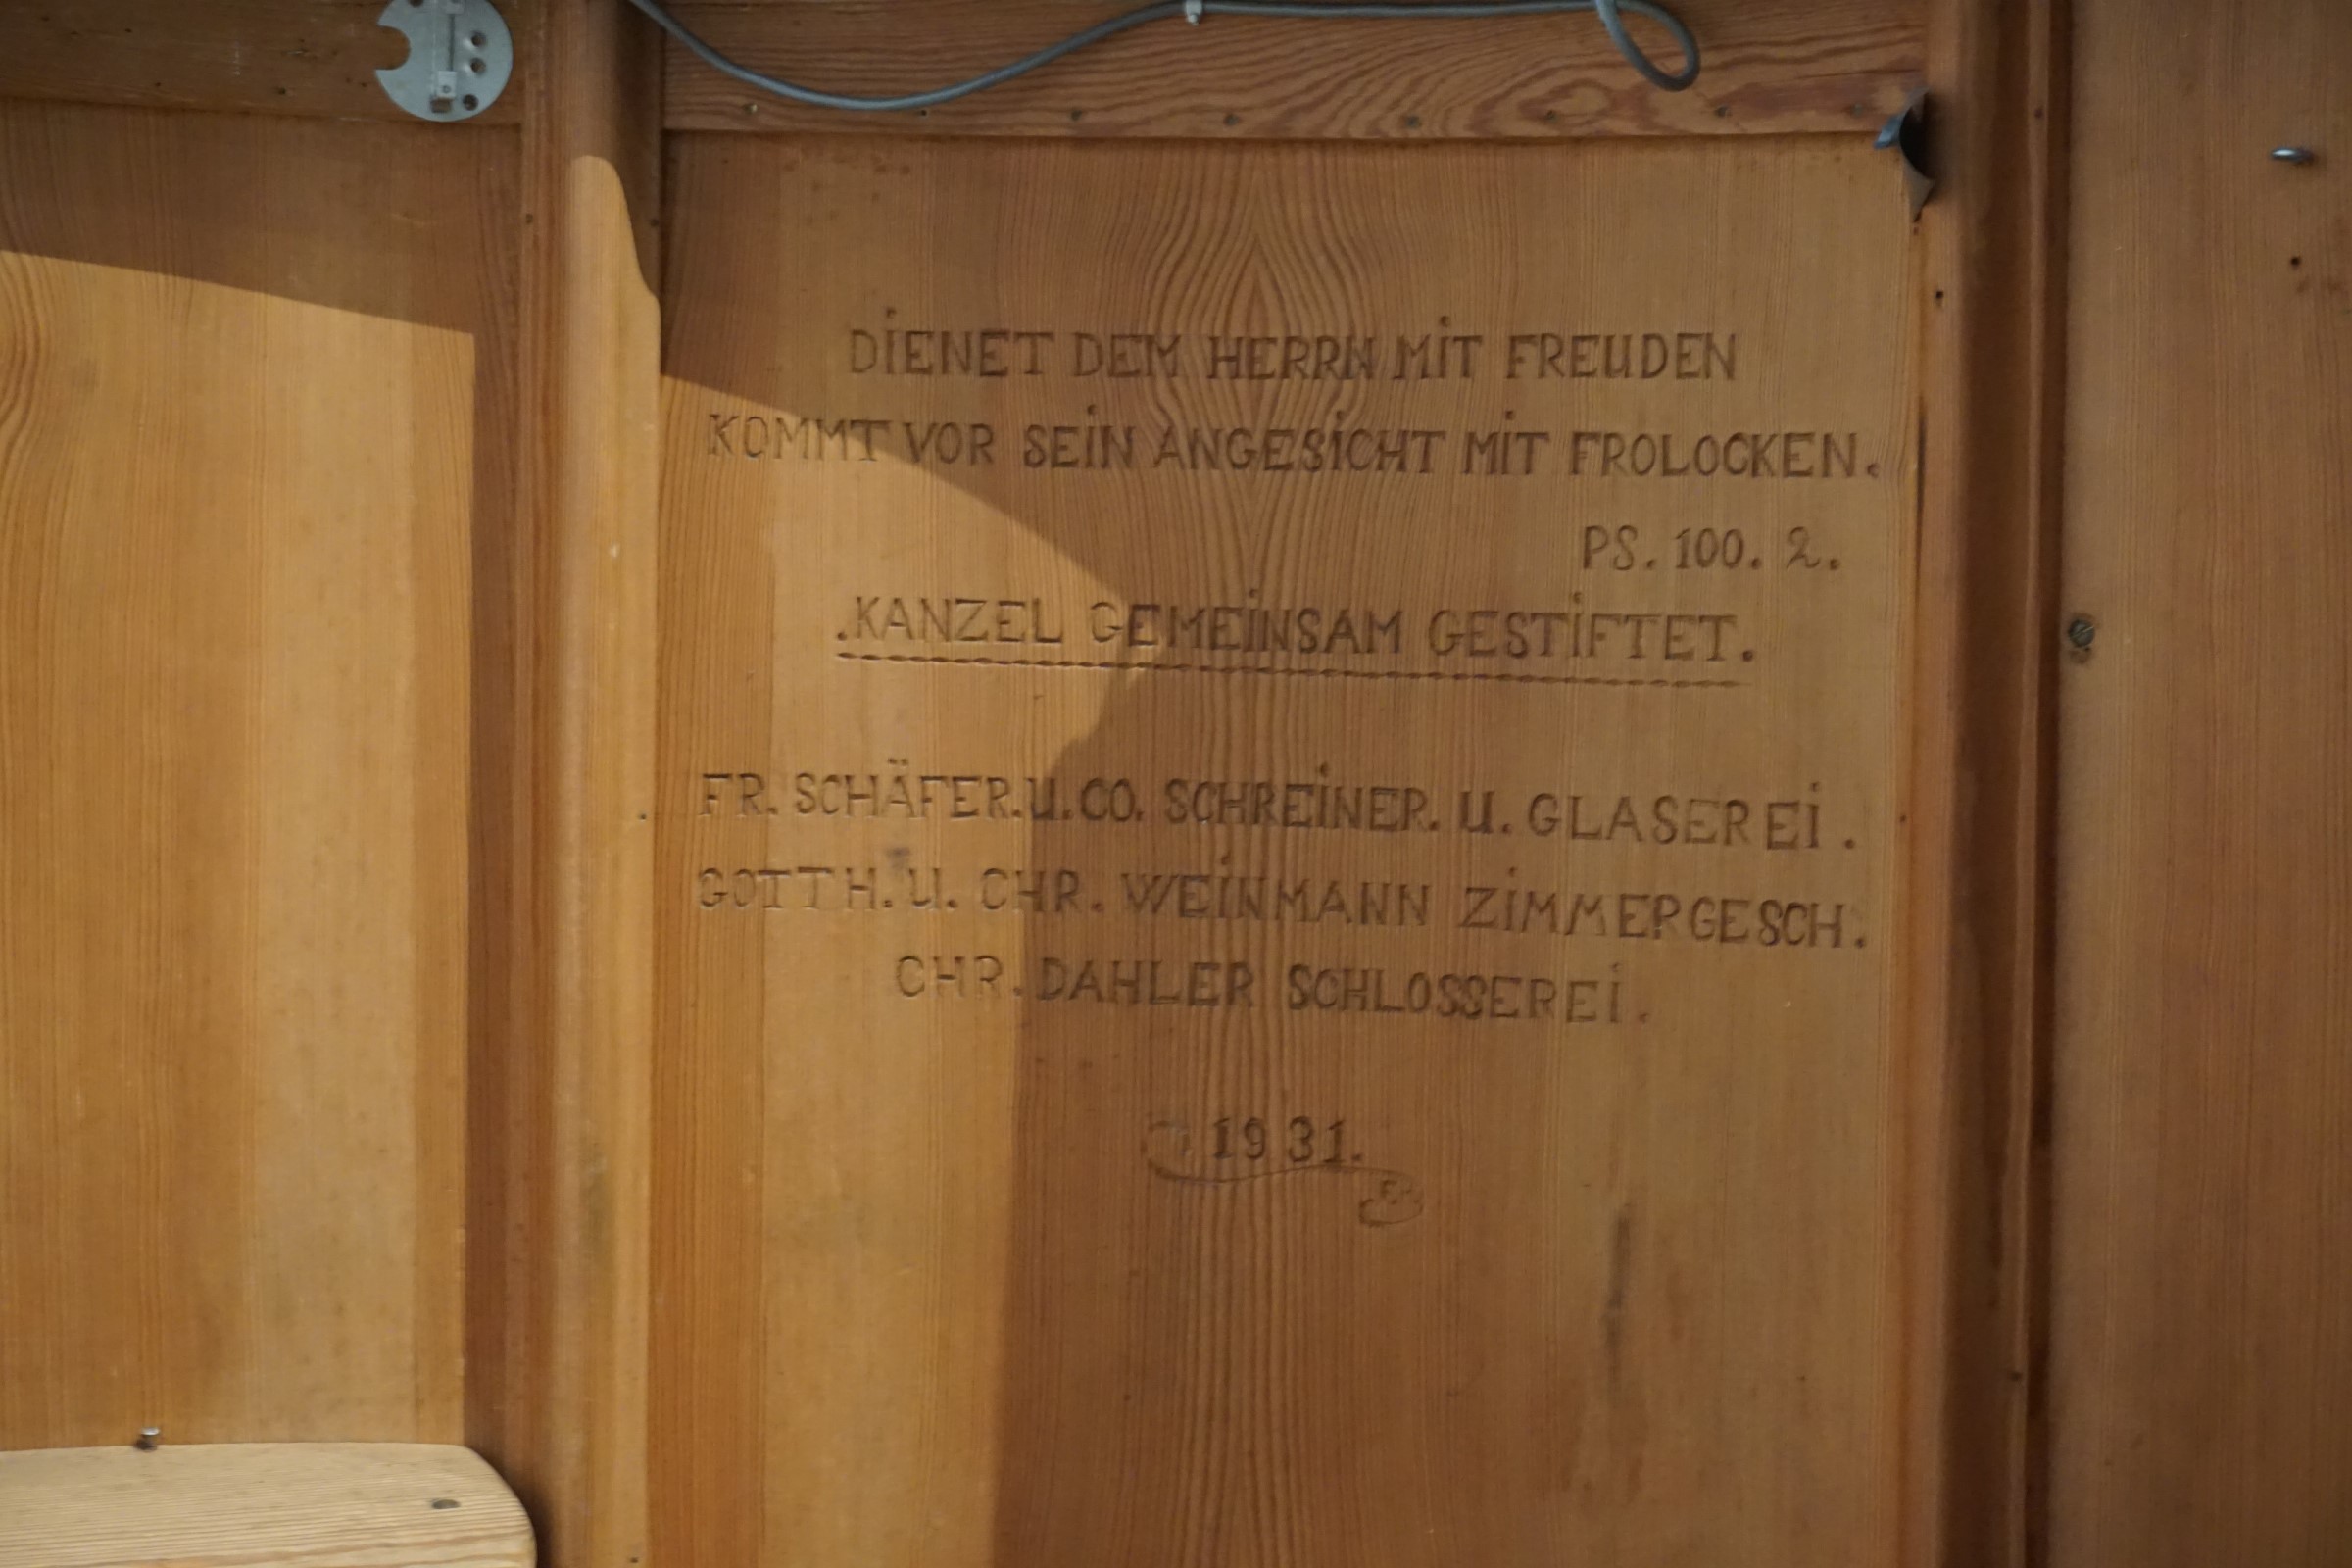 DIENET DEM HERRN MIT FREUDEN
KOMMT VOR SEIN ANGESICHT MIT FROLOCKEN.
PS. 100. 2.
.KANZEL GEMEINSAM GESTIFTET.
FR. SCHÄFER.U.CO. SCHREINER. U. GLASEREI.
GOTTH. U. CHR. WEINMANN ZIMMERGESCH.
CHR. DAHLER SCHLOSSEREI.
1931.